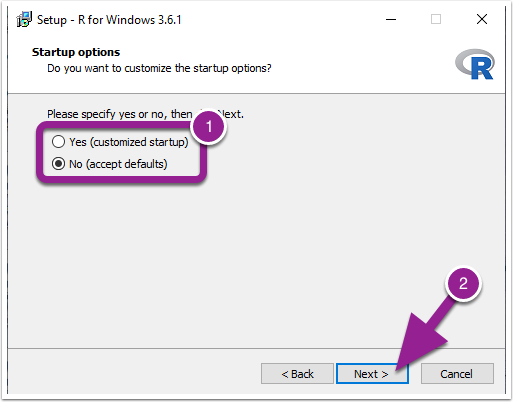 Setup - R for Windows 3.6.1
Startup options
Do you want to customize the startup options?
R
Please specify yes or no, then Next.
1
Yes (customized startup)
No (accept defaults)
2
< Back
Next >
Cancel